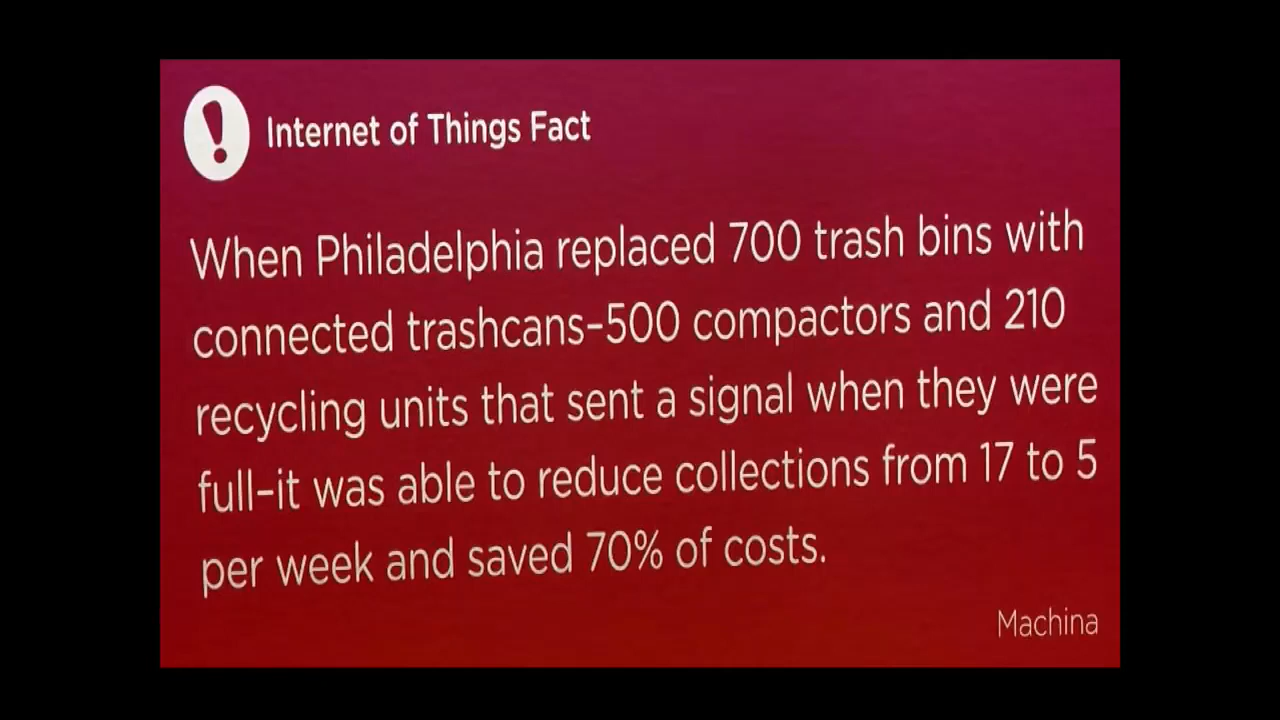 Internet of Things Fact
When Philadelphia replaced 700 trash bins with
connected trashcans–500 compactors and 210
recycling units that sent a signal when they were
full–it was able to reduce collections from 17 to 5
per week and saved 70% of costs.
Machina